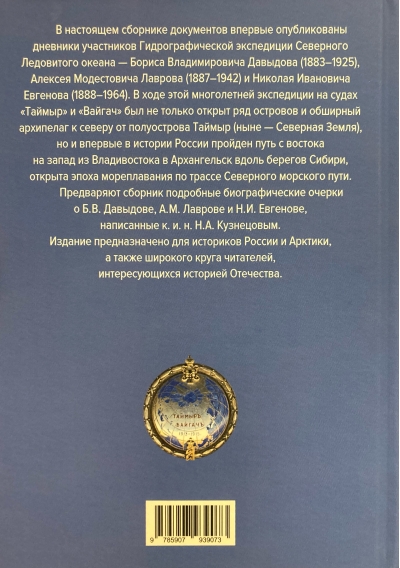 В настоящем сборнике документов впервые опубликованы
дневники участников Гидрографической экспедиции Северного
Ледовитого океана — Бориса Владимировича Давыдова (1883–1925),
Алексея Модестовича Лаврова (1887–1942) и Николая Ивановича
Евгенова (1888–1964). В ходе этой многолетней экспедиции на судах
«Таймыр» и «Вайгач» был не только открыт ряд островов и обширный
архипелаг к северу от полуострова Таймыр (ныне — Северная Земля),
но и впервые в истории России пройден путь с востока
на запад из Владивостока в Архангельск вдоль берегов Сибири,
открыта эпоха мореплавания по трассе Северного морского пути.
Предваряют сборник подробные биографические очерки
о Б.В. Давыдове, А.М. Лаврове и Н.И. Евгенове,
написанные к. и. н. Н.А. Кузнецовым.
Издание предназначено для историков России и Арктики,
а также широкого круга читателей,
интересующихся историей Отечества.
ТАЙМЫРЪ
ВАЙГАЧЪ
9 785907 939073